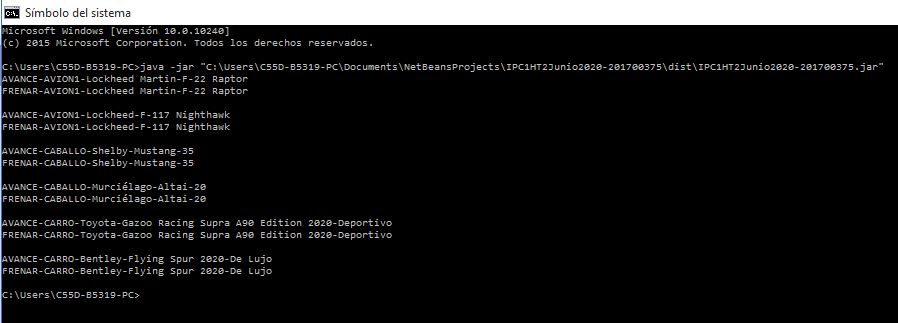 Símbolo del sistema
Microsoft Windows [Versión 10.0.10240]
(c) 2015 Microsoft Corporation. Todos los derechos reservados.
C:\Users\C55D-B5319-PC>java -jar "C:\Users\C55D-B5319-PC\Documents\NetBeansProjects\IPC1HT2Junio2020-201700375\dist\IPC1HT2Junio2020-201700375.jar"
AVANCE-AVION1-Lockheed Martin-F-22 Raptor
FRENAR-AVION1-Lockheed Martin-F-22 Raptor
AVANCE-AVION1-Lockheed-F-117 Nighthawk
FRENAR-AVION1-Lockheed-F-117 Nighthawk
AVANCE-CABALLO-Shelby-Mustang-35
FRENAR-CABALLO-Shelby-Mustang-35
AVANCE-CABALLO-Murciélago-Altai-20
FRENAR-CABALLO-Murciélago-Altai-20
AVANCE-CARRO-Toyota-Gazoo Racing Supra A90 Edition 2020-Deportivo
FRENAR-CARRO-Toyota-Gazoo Racing Supra A90 Edition 2020-Deportivo
AVANCE-CARRO-Bentley-Flying Spur 2020-De Lujo
FRENAR-CARRO-Bentley-Flying Spur 2020-De Lujo
C:\Users\C55D-B5319-PC>